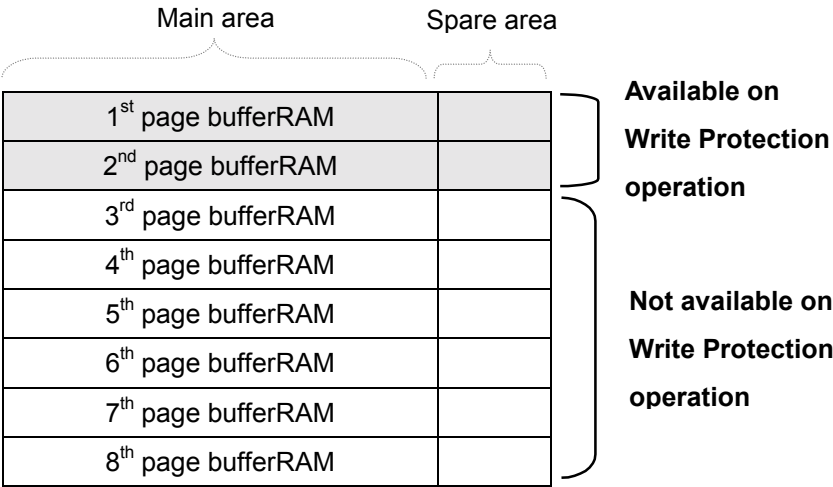 Main area
Spare area
1st page bufferRAM
2nd page bufferRAM
Available on
Write Protection
operation
3rd page bufferRAM
4th page bufferRAM
5th page bufferRAM
6th page bufferRAM
7th page bufferRAM
8th page bufferRAM
Not available on
Write Protection
operation